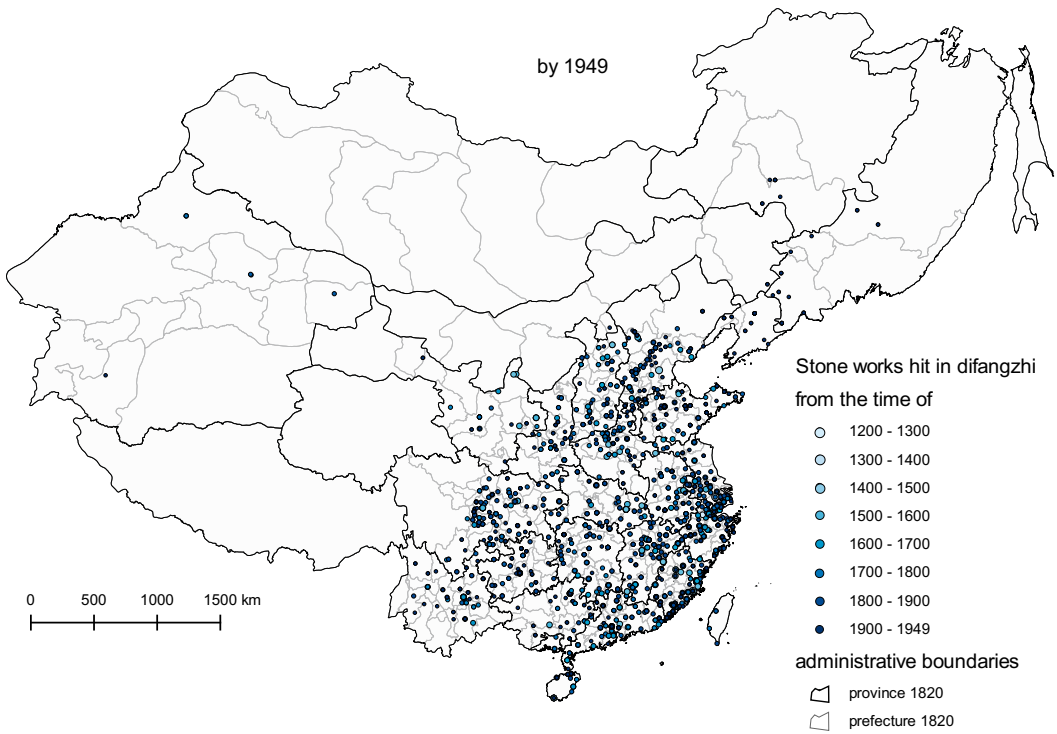 by 1949
Stone works hit in difangzhi
from the time of
1200 - 1300
1300 - 1400
1400 - 1500
1500 - 1600
1600 - 1700
1700 - 1800
1800 - 1900
1900 - 1949
0 500 1000 1500 km
administrative boundaries
province 1820
prefecture 1820